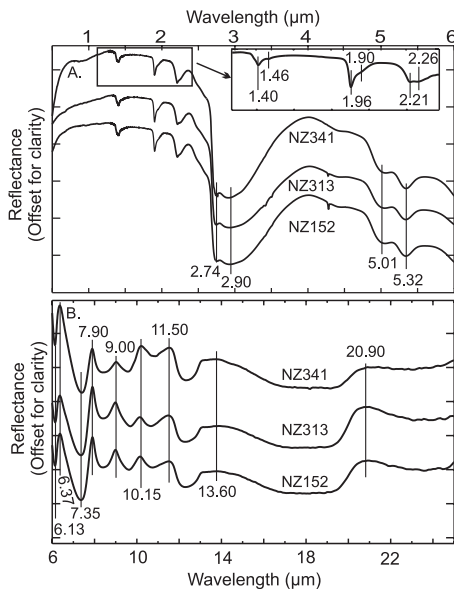 Wavelength (µm)
1 2 3 4 5 6
A.
1.90 2.26
1.46
1.40 1.96 2.21
Reflectance
(Offset for clarity)
NZ341
NZ313
NZ152
2.74
2.90
5.01
5.32
B.
7.90
9.00
11.50
20.90
Reflectance
(Offset for clarity)
NZ341
NZ313
NZ152
6.37
7.35
6.13
10.15
13.60
6 10 14 18 22
Wavelength (µm)